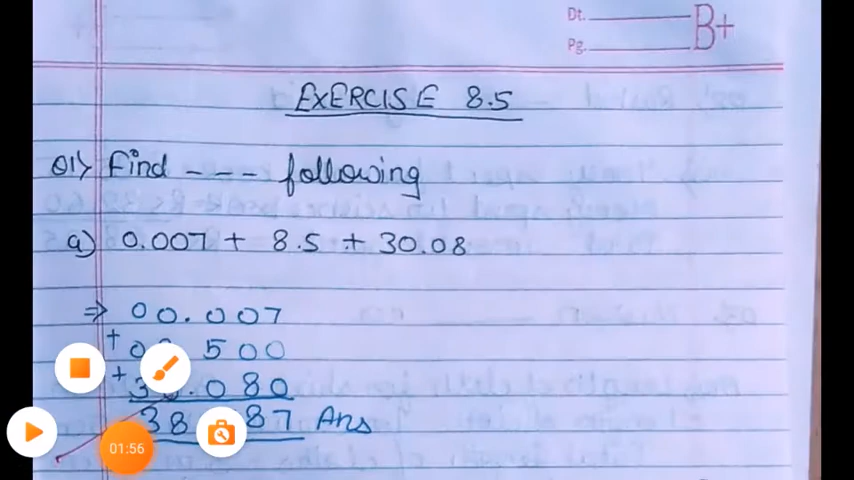 Dt. B+
Pg.
EXERCISE 8.5
Q1) Find --- following
a) 0.007 + 8.5 + 30.08
⇒ 00.007
+ 500
+ .080
38 87 Ans
01:56